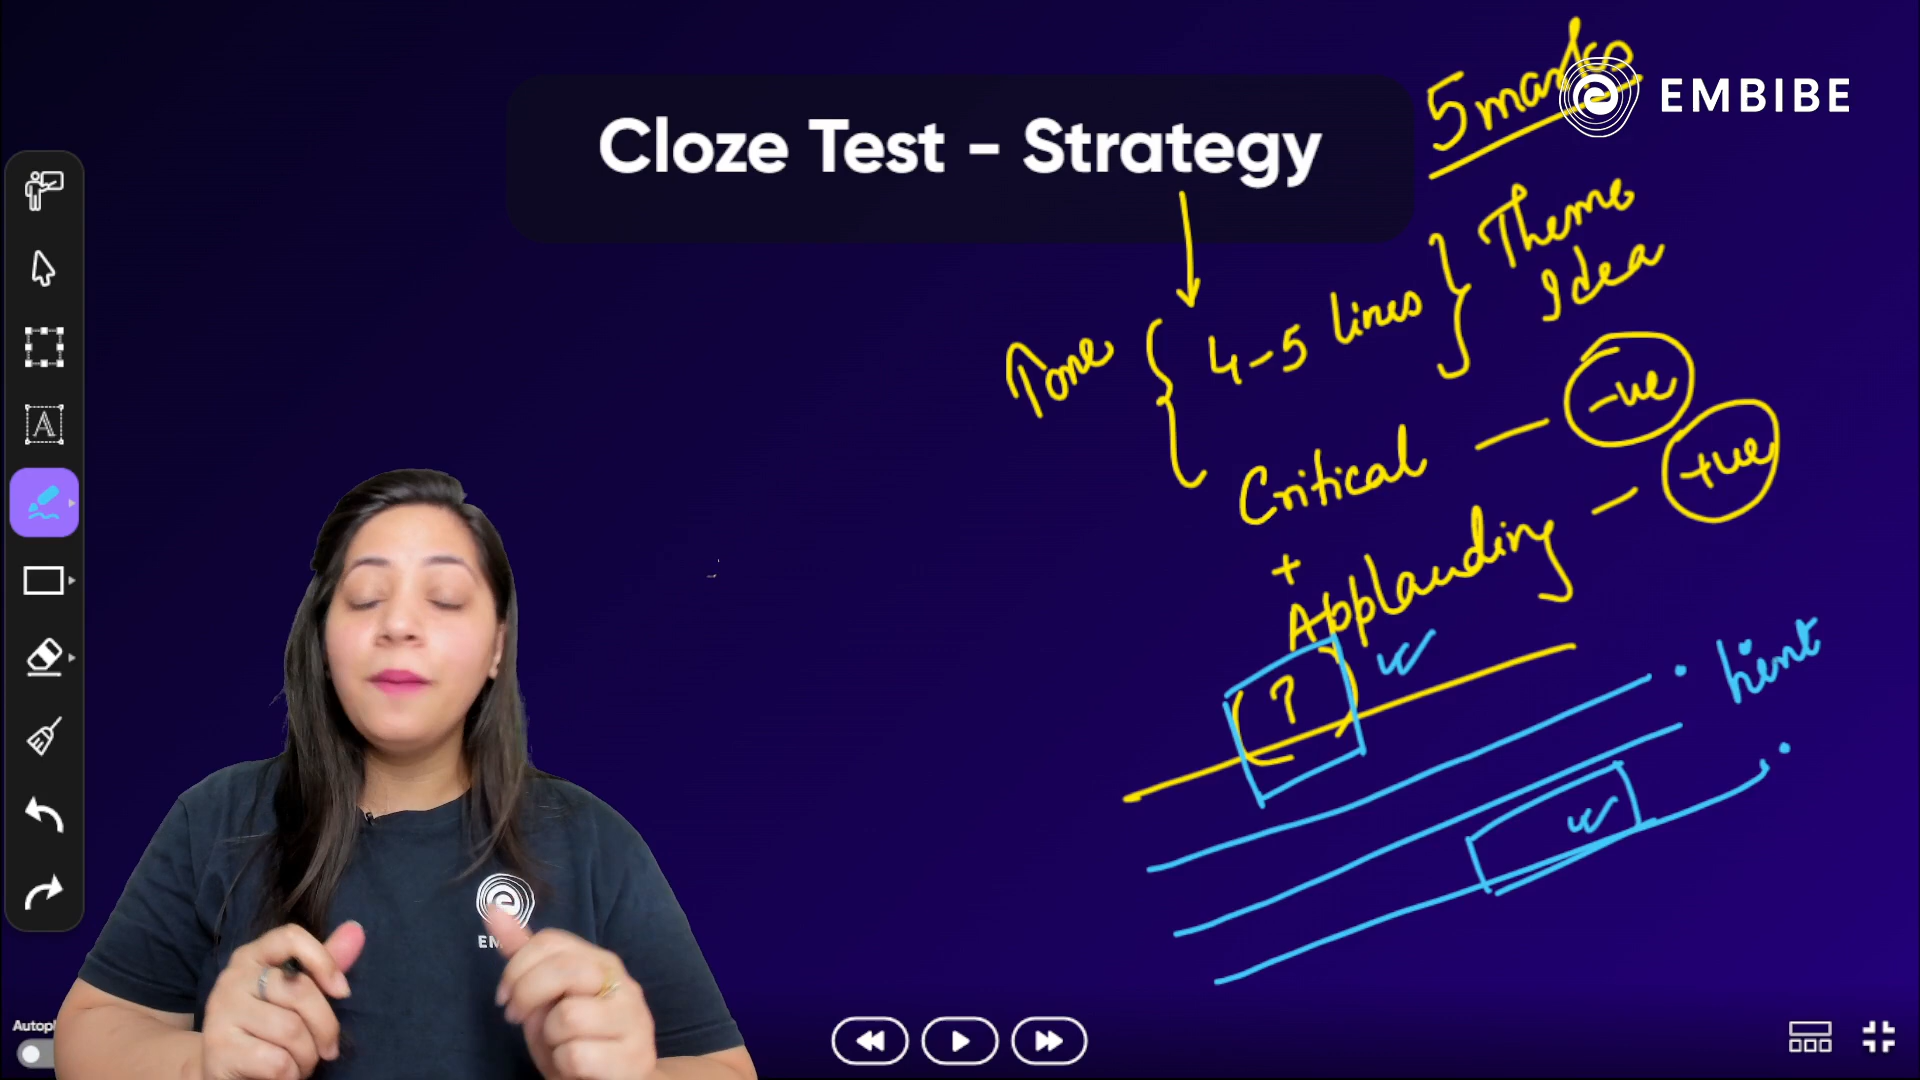 5 marks
EMBIBE
Cloze Test - Strategy
Theme
Idea
Tone
4-5 lines
Critical - -ve
+
Applauding - +ve
?
hint
A
EM
Autopl